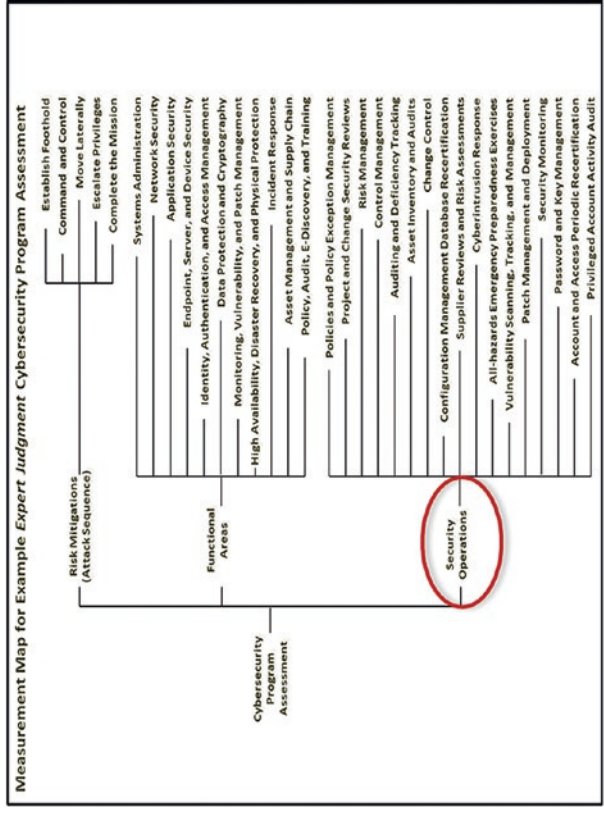 Measurement Map for Example Expert Judgment Cybersecurity Program Assessment
Cybersecurity
Program
Assessment
Risk Mitigations
(Attack Sequence)
Establish Foothold
Command and Control
Move Laterally
Escalate Privileges
Complete the Mission
Functional
Areas
Systems Administration
Network Security
Application Security
Endpoint, Server, and Device Security
Identity, Authentication, and Access Management
Data Protection and Cryptography
Monitoring, Vulnerability, and Patch Management
High Availability, Disaster Recovery, and Physical Protection
Incident Response
Asset Management and Supply Chain
Policy, Audit, E-Discovery, and Training
Security
Operations
Policies and Policy Exception Management
Project and Change Security Reviews
Risk Management
Control Management
Auditing and Deficiency Tracking
Asset Inventory and Audits
Change Control
Configuration Management Database Recertification
Supplier Reviews and Risk Assessments
Cyberintrusion Response
All-hazards Emergency Preparedness Exercises
Vulnerability Scanning, Tracking, and Management
Patch Management and Deployment
Security Monitoring
Password and Key Management
Account and Access Periodic Recertification
Privileged Account Activity Audit